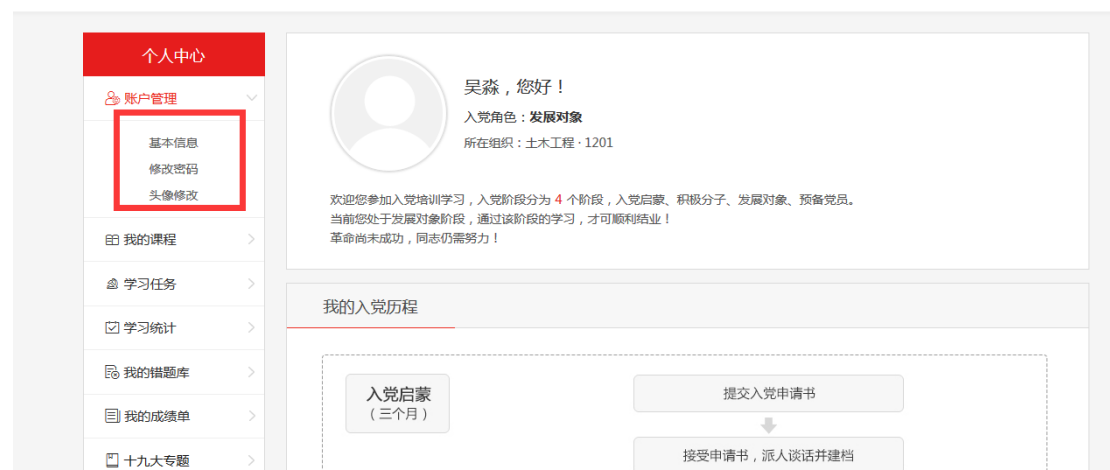 个人中心
账户管理
基本信息
修改密码
头像修改
我的课程
学习任务
学习统计
我的错题库
我的成绩单
十九大专题
吴淼，您好！
入党角色：发展对象
所在组织：土木工程·1201
欢迎您参加入党培训学习，入党阶段分为 4 个阶段，入党启蒙、积极分子、发展对象、预备党员。
当前您处于发展对象阶段，通过该阶段的学习，才可顺利结业！
革命尚未成功，同志仍需努力！
我的入党历程
入党启蒙
（三个月）
提交入党申请书
接受申请书，派人谈话并建档